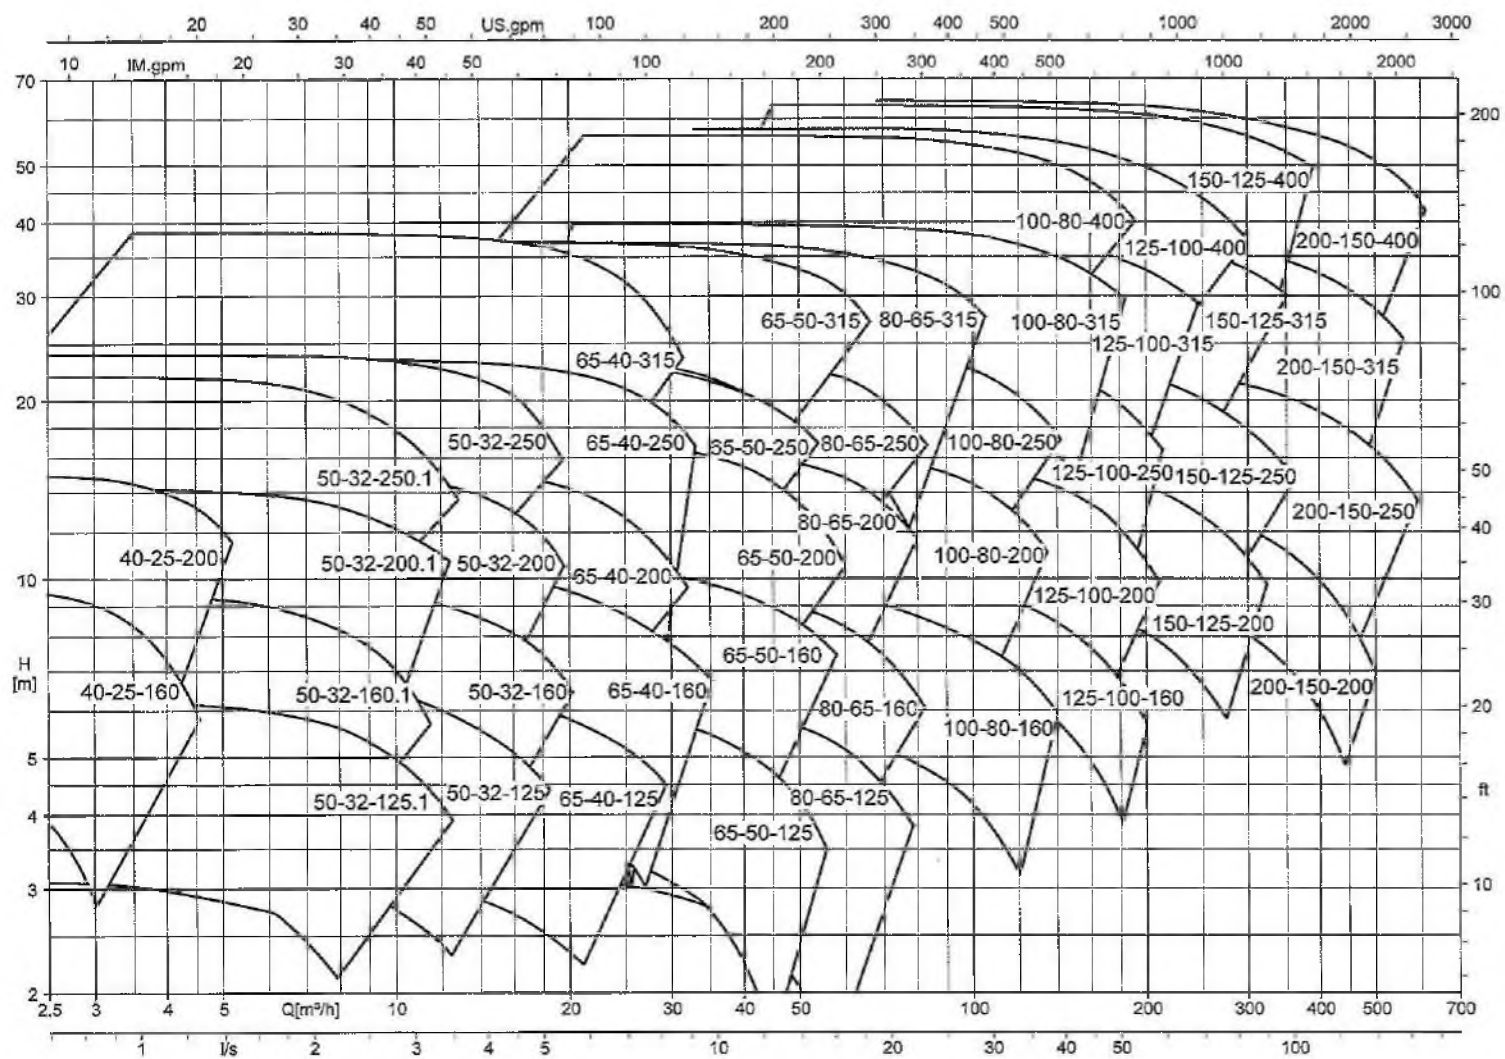 20 30 40 50 US.gpm 100 200 300 400 500 1000 2000 3000
10 IM.gpm 20 30 40 50 100 200 300 400 500 1000 2000
70
200
50
150-125-400
40
100-80-400
125-100-400
200-150-400
30
100
65-50-315 80-65-315 100-80-315 150-125-315
125-100-315
65-40-315
200-150-315
20
50-32-250 65-40-250 65-50-250 80-65-250 100-80-250
50
50-32-250.1
125-100-250 150-125-250
200-150-250
80-65-200
40
40-25-200 50-32-200.1 50-32-200 65-40-200 65-50-200 100-80-200
10
125-100-200
30
150-125-200
65-50-160
H
[m]
40-25-160 50-32-160.1 50-32-160 65-40-160 125-100-160 200-150-200
80-65-160
20
100-80-160
5
50-32-125.1 50-32-125 65-40-125 80-65-125
ft
4
65-50-125
3
10
2
2.5 3 4 5 Q[m³/h] 10 20 30 40 50 100 200 300 400 500 700
1 l/s 2 3 4 5 10 20 30 40 50 100